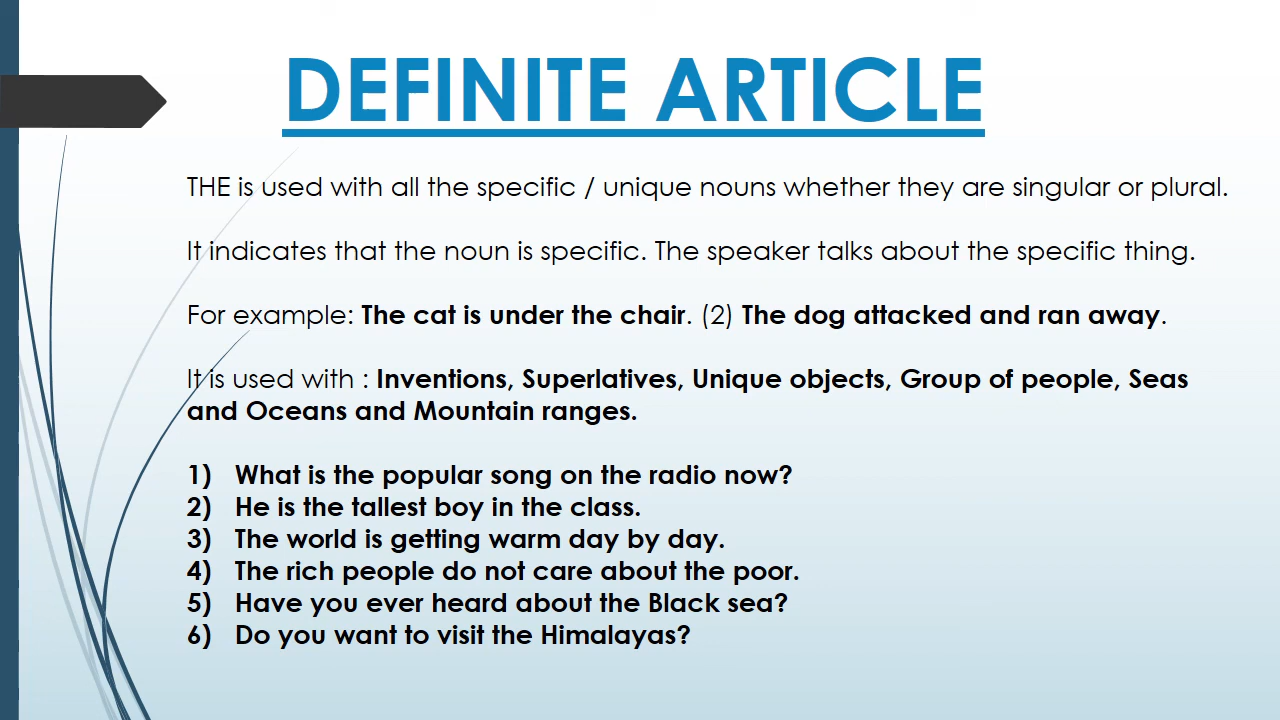 DEFINITE ARTICLE
THE is used with all the specific / unique nouns whether they are singular or plural.
It indicates that the noun is specific. The speaker talks about the specific thing.
For example: The cat is under the chair. (2) The dog attacked and ran away.
It is used with : Inventions, Superlatives, Unique objects, Group of people, Seas
and Oceans and Mountain ranges.
1) What is the popular song on the radio now?
2) He is the tallest boy in the class.
3) The world is getting warm day by day.
4) The rich people do not care about the poor.
5) Have you ever heard about the Black sea?
6) Do you want to visit the Himalayas?